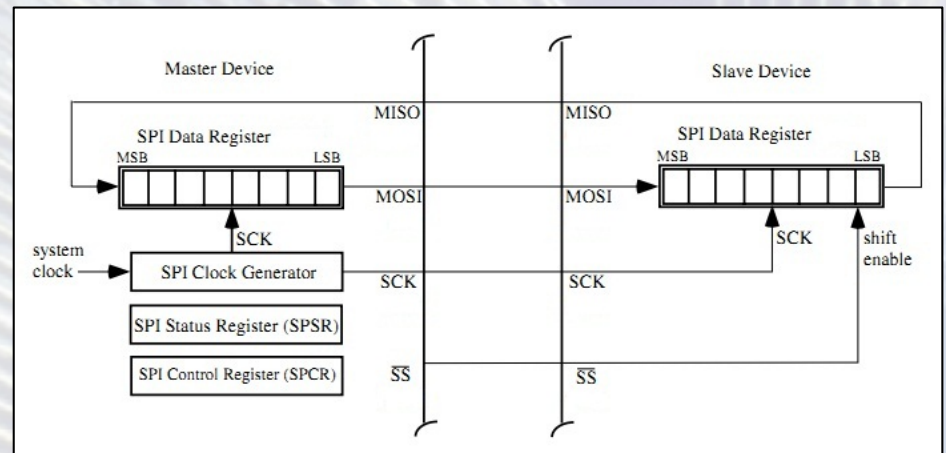 Master Device
Slave Device
MISO
MISO
SPI Data Register
SPI Data Register
MSB
LSB
MSB
LSB
MOSI
MOSI
SCK
SCK
system
clock
SPI Clock Generator
SCK
SCK
shift
enable
SPI Status Register (SPSR)
SPI Control Register (SPCR)
SS
SS